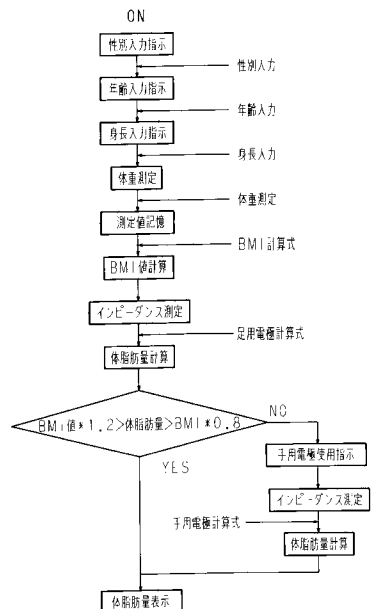 ON
性別入力指示
性別入力
年齢入力指示
年齢入力
身長入力指示
身長入力
体重測定
体重測定
測定値記憶
BMI計算式
BMI値計算
インピーダンス測定
足用電極計算式
体脂肪量計算
BMI値*1.2>体脂肪量>BMI*0.8
NO
YES
手用電極使用指示
インピーダンス測定
手用電極計算式
体脂肪量計算
体脂肪量表示